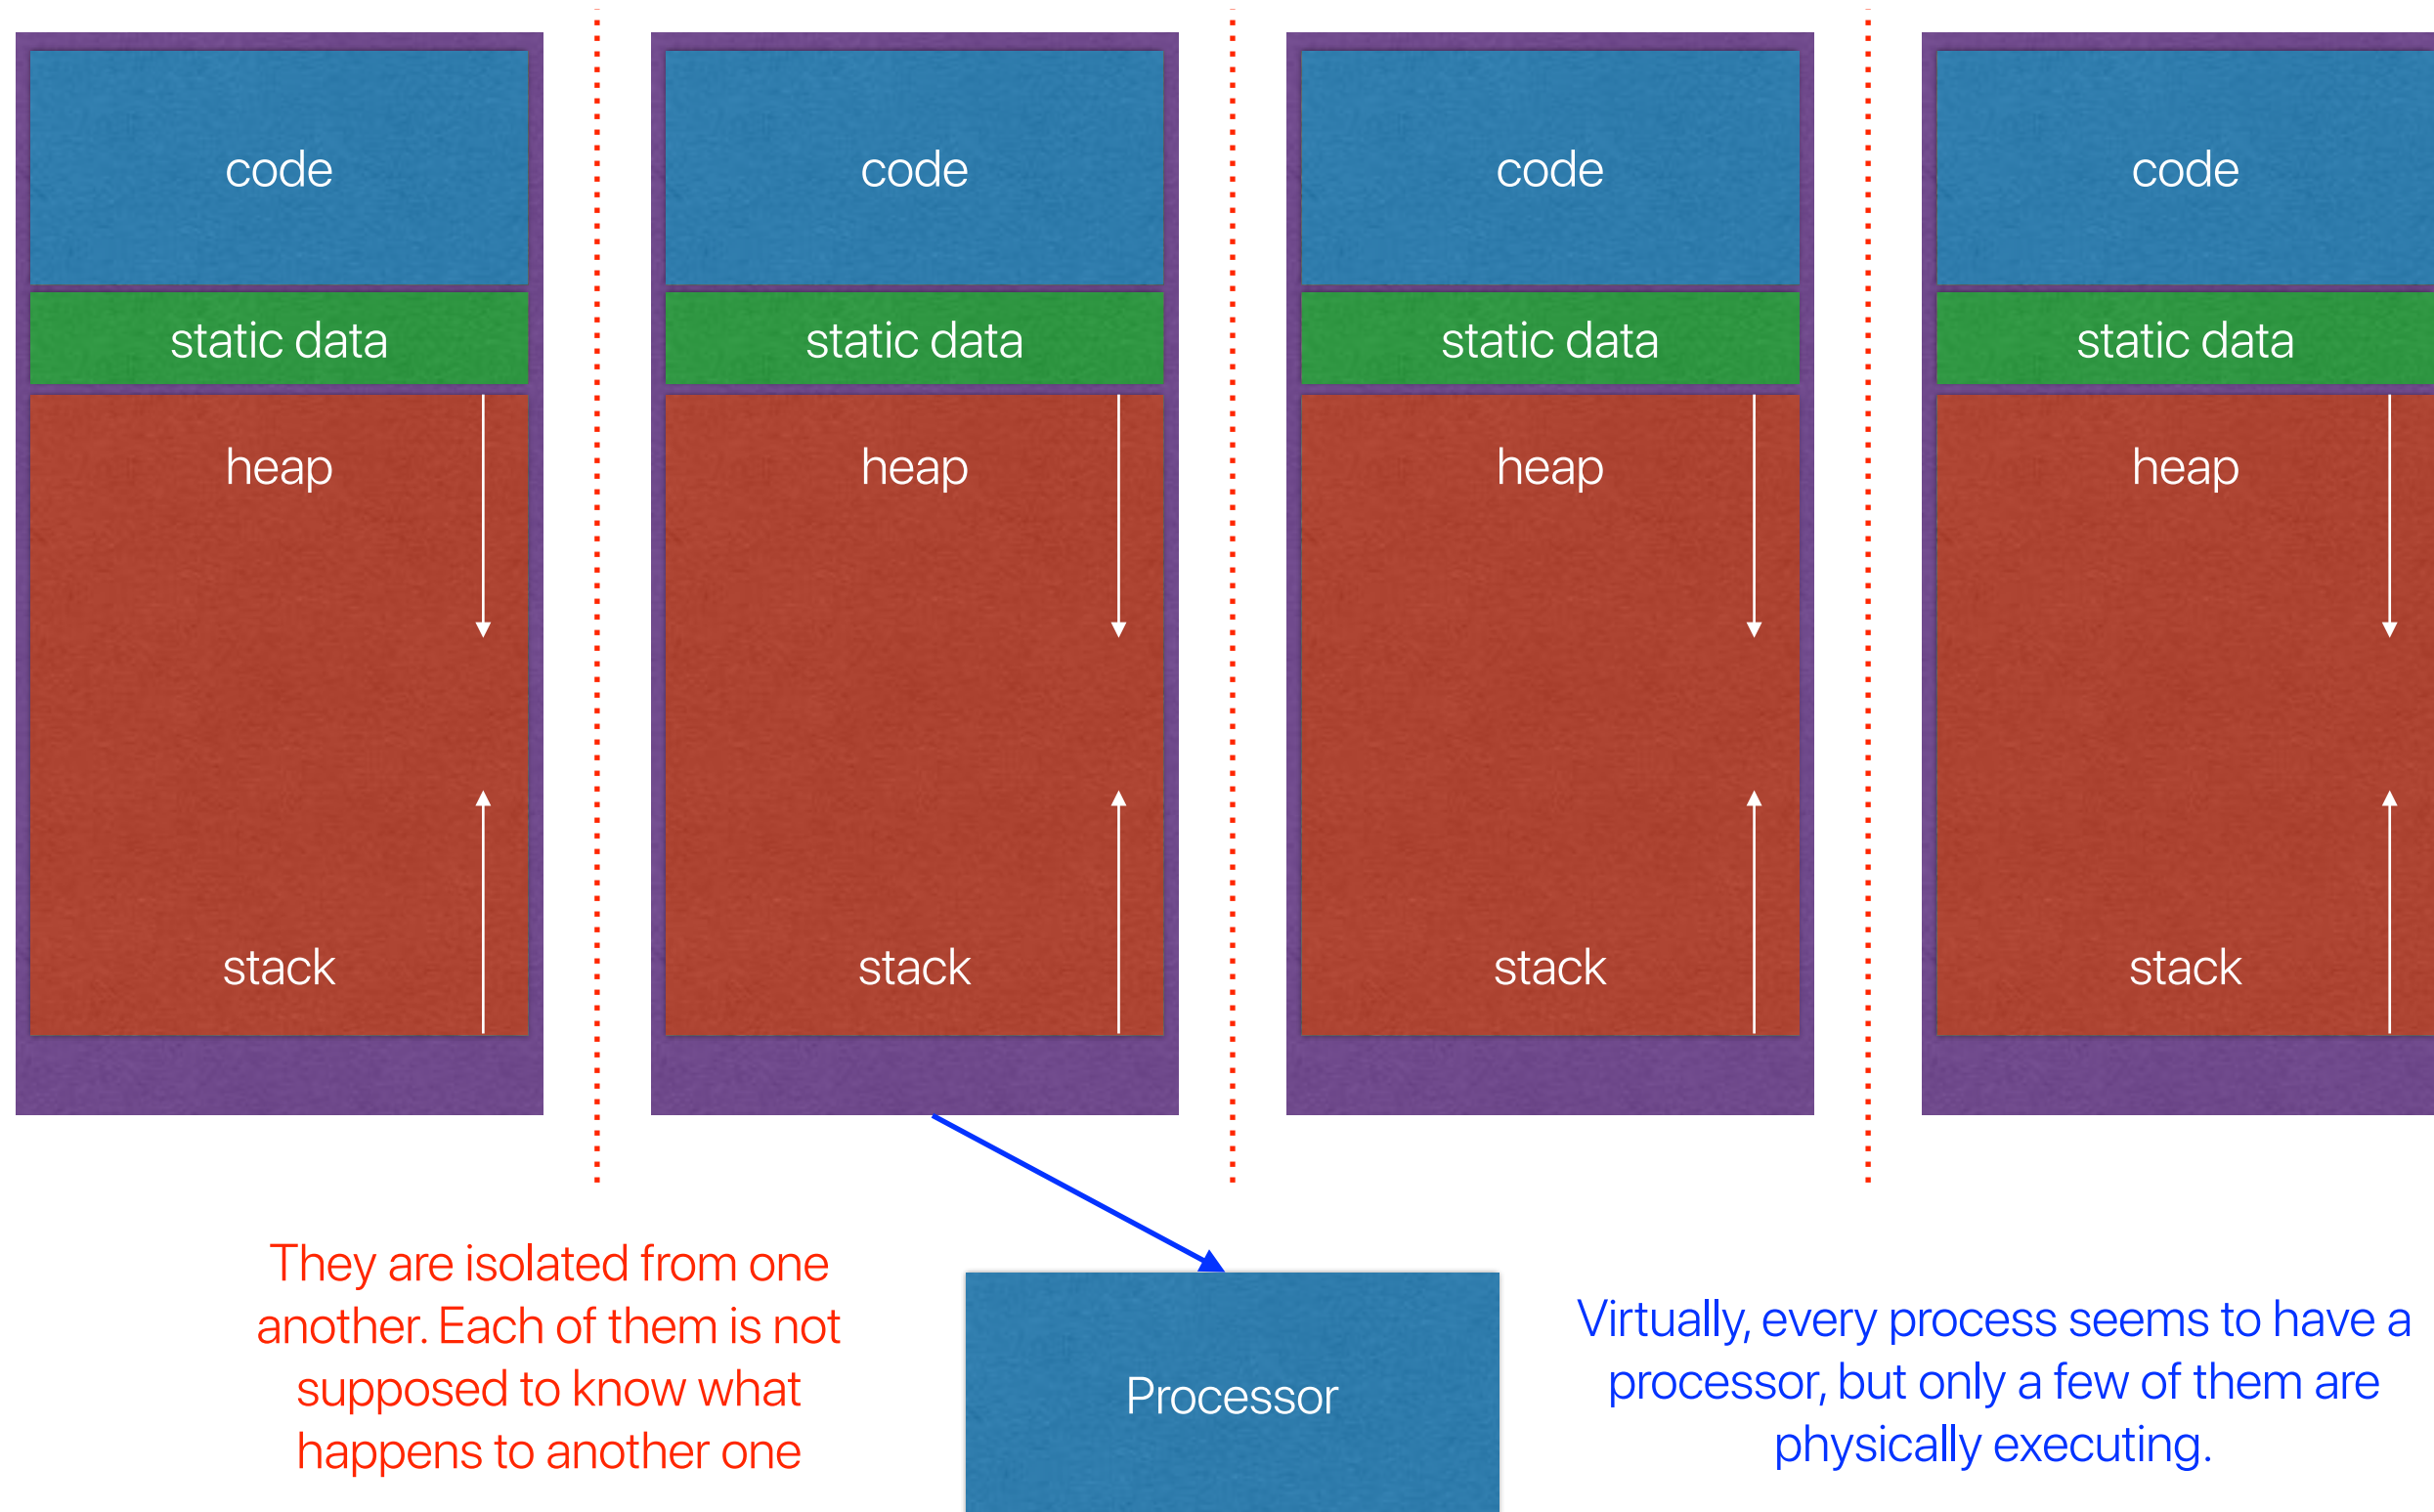 code
static data
heap
stack
code
static data
heap
stack
code
static data
heap
stack
code
static data
heap
stack
They are isolated from one
another. Each of them is not
supposed to know what
happens to another one
Processor
Virtually, every process seems to have a
processor, but only a few of them are
physically executing.